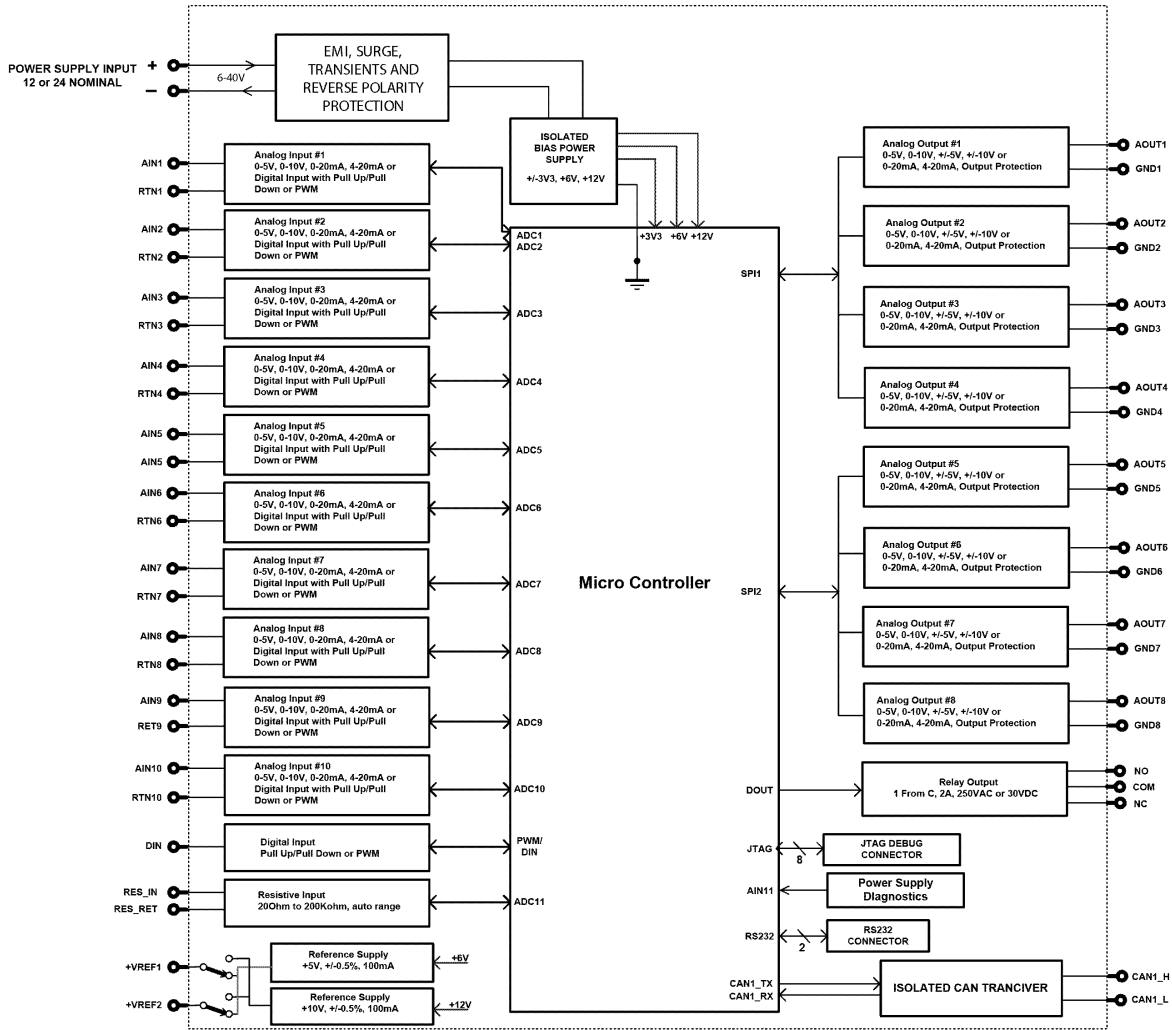 POWER SUPPLY INPUT
12 or 24 NOMINAL
+
–
6-40V
EMI, SURGE,
TRANSIENTS AND
REVERSE POLARITY
PROTECTION
ISOLATED
BIAS POWER
SUPPLY
+/-3V3, +6V, +12V
AIN1
RTN1
Analog Input #1
0-5V, 0-10V, 0-20mA, 4-20mA or
Digital Input with Pull Up/Pull
Down or PWM
AIN2
RTN2
Analog Input #2
0-5V, 0-10V, 0-20mA, 4-20mA or
Digital Input with Pull Up/Pull
Down or PWM
AIN3
RTN3
Analog Input #3
0-5V, 0-10V, 0-20mA, 4-20mA or
Digital Input with Pull Up/Pull
Down or PWM
AIN4
RTN4
Analog Input #4
0-5V, 0-10V, 0-20mA, 4-20mA or
Digital Input with Pull Up/Pull
Down or PWM
AIN5
AIN5
Analog Input #5
0-5V, 0-10V, 0-20mA, 4-20mA or
Digital Input with Pull Up/Pull
Down or PWM
AIN6
RTN6
Analog Input #6
0-5V, 0-10V, 0-20mA, 4-20mA or
Digital Input with Pull Up/Pull
Down or PWM
AIN7
RTN7
Analog Input #7
0-5V, 0-10V, 0-20mA, 4-20mA or
Digital Input with Pull Up/Pull
Down or PWM
AIN8
RTN8
Analog Input #8
0-5V, 0-10V, 0-20mA, 4-20mA or
Digital Input with Pull Up/Pull
Down or PWM
AIN9
RET9
Analog Input #9
0-5V, 0-10V, 0-20mA, 4-20mA or
Digital Input with Pull Up/Pull
Down or PWM
AIN10
RTN10
Analog Input #10
0-5V, 0-10V, 0-20mA, 4-20mA or
Digital Input with Pull Up/Pull
Down or PWM
DIN
Digital Input
Pull Up/Pull Down or PWM
RES_IN
RES_RET
Resistive Input
20Ohm to 200Kohm, auto range
+VREF1
+VREF2
Reference Supply
+5V, +/-0.5%, 100mA
+6V
Reference Supply
+10V, +/-0.5%, 100mA
+12V
+3V3 +6V +12V
ADC1
ADC2
ADC3
ADC4
ADC5
ADC6
ADC7
ADC8
ADC9
ADC10
PWM/
DIN
ADC11
Micro Controller
SPI1
SPI2
DOUT
JTAG
AIN11
RS232
CAN1_TX
CAN1_RX
Analog Output #1
0-5V, 0-10V, +/-5V, +/-10V or
0-20mA, 4-20mA, Output Protection
AOUT1
GND1
Analog Output #2
0-5V, 0-10V, +/-5V, +/-10V or
0-20mA, 4-20mA, Output Protection
AOUT2
GND2
Analog Output #3
0-5V, 0-10V, +/-5V, +/-10V or
0-20mA, 4-20mA, Output Protection
AOUT3
GND3
Analog Output #4
0-5V, 0-10V, +/-5V, +/-10V or
0-20mA, 4-20mA, Output Protection
AOUT4
GND4
Analog Output #5
0-5V, 0-10V, +/-5V, +/-10V or
0-20mA, 4-20mA, Output Protection
AOUT5
GND5
Analog Output #6
0-5V, 0-10V, +/-5V, +/-10V or
0-20mA, 4-20mA, Output Protection
AOUT6
GND6
Analog Output #7
0-5V, 0-10V, +/-5V, +/-10V or
0-20mA, 4-20mA, Output Protection
AOUT7
GND7
Analog Output #8
0-5V, 0-10V, +/-5V, +/-10V or
0-20mA, 4-20mA, Output Protection
AOUT8
GND8
Relay Output
1 From C, 2A, 250VAC or 30VDC
NO
COM
NC
8
JTAG DEBUG
CONNECTOR
Power Supply
DIagnostics
2
RS232
CONNECTOR
ISOLATED CAN TRANCIVER
CAN1_H
CAN1_L